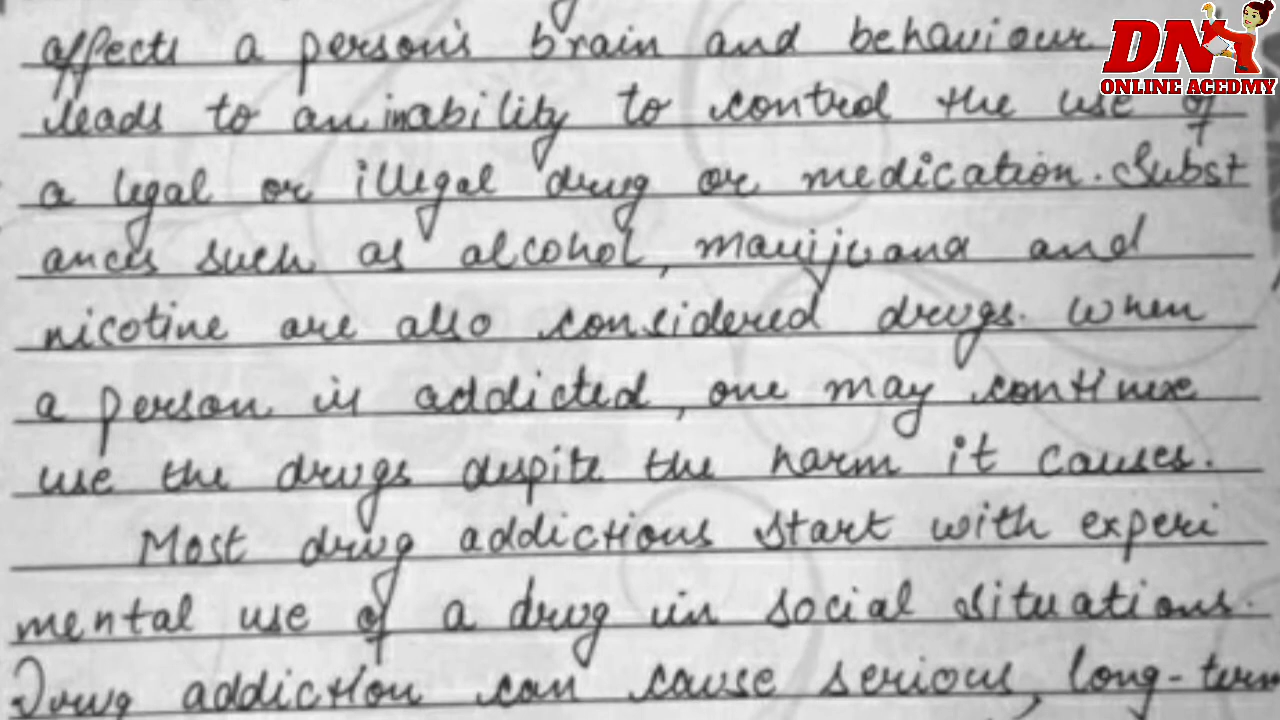 affects a person's brain and behaviour
leads to an inability to control the use of
a legal or illegal drug or medication. Subst
ances such as alcohol, marijuana and
nicotine are also considered drugs. When
a person is addicted, one may continue
use the drugs despite the harm it causes.
Most drug addictions start with experi
mental use of a drug in social situations.
Drug addiction can cause serious, long-term
DN
ONLINE ACEDMY